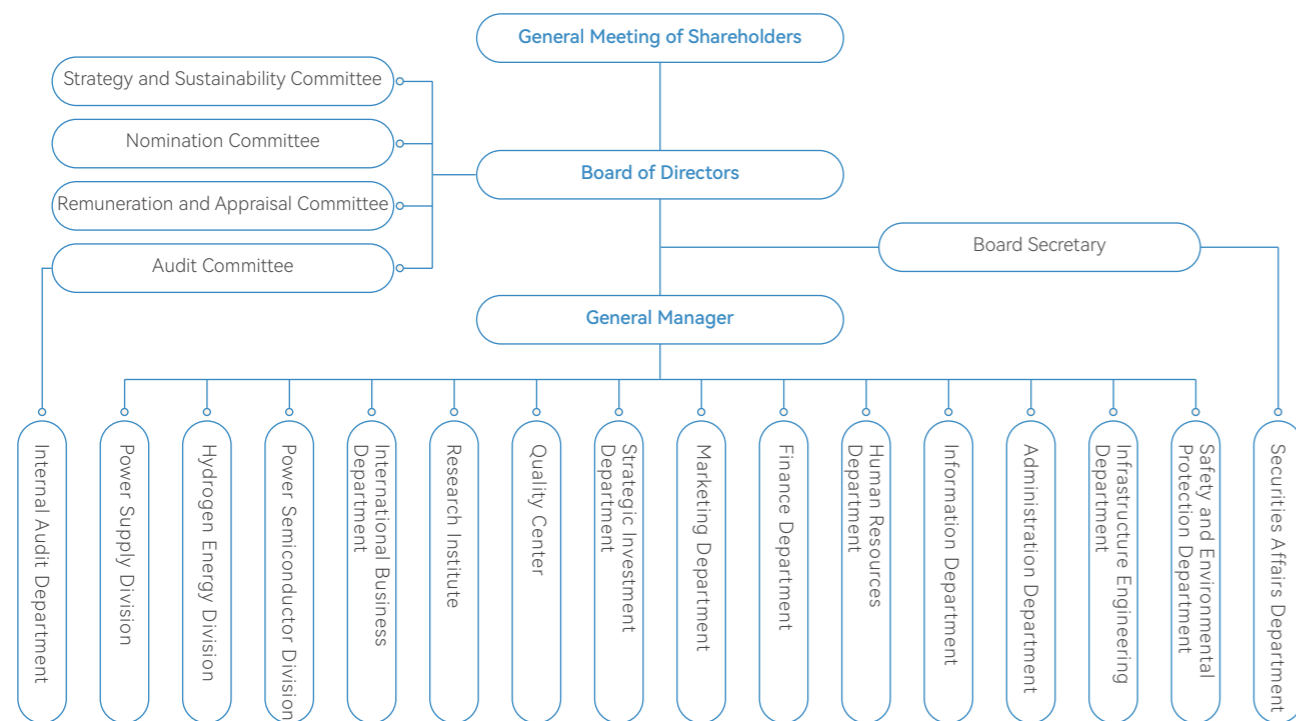 General Meeting of Shareholders
Strategy and Sustainability Committee
Nomination Committee
Board of Directors
Remuneration and Appraisal Committee
Board Secretary
Audit Committee
General Manager
Internal Audit Department
Power Supply Division
Hydrogen Energy Division
Power Semiconductor Division
International Business
Department
Research Institute
Quality Center
Strategic Investment
Department
Marketing Department
Finance Department
Human Resources
Department
Information Department
Administration Department
Infrastructure Engineering
Department
Safety and Environmental
Protection Department
Securities Affairs Department